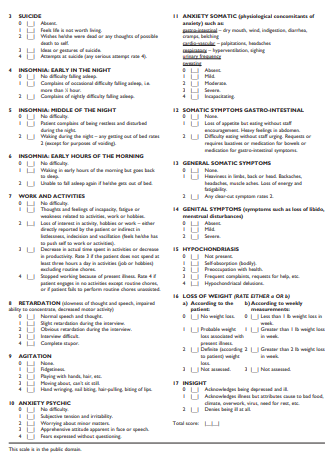 3 SUICIDE
0 |__| Absent.
1 |__| Feels life is not worth living.
2 |__| Wishes he/she were dead or any thoughts of possible
death to self.
3 |__| Ideas or gestures of suicide.
4 |__| Attempts at suicide (any serious attempt rate 4).
4 INSOMNIA: EARLY IN THE NIGHT
0 |__| No difficulty falling asleep.
1 |__| Complains of occasional difficulty falling asleep, i.e.
more than ½ hour.
2 |__| Complains of nightly difficulty falling asleep.
5 INSOMNIA: MIDDLE OF THE NIGHT
0 |__| No difficulty.
1 |__| Patient complains of being restless and disturbed
during the night.
2 |__| Waking during the night – any getting out of bed rates
2 (except for purposes of voiding).
6 INSOMNIA: EARLY HOURS OF THE MORNING
0 |__| No difficulty.
1 |__| Waking in early hours of the morning but goes back
to sleep.
2 |__| Unable to fall asleep again if he/she gets out of bed.
7 WORK AND ACTIVITIES
0 |__| No difficulty.
1 |__| Thoughts and feelings of incapacity, fatigue or
weakness related to activities, work or hobbies.
2 |__| Loss of interest in activity, hobbies or work – either
directly reported by the patient or indirect in
listlessness, indecision and vacillation (feels he/she has
to push self to work or activities).
3 |__| Decrease in actual time spent in activities or decrease
in productivity. Rate 3 if the patient does not spend at
least three hours a day in activities (job or hobbies)
excluding routine chores.
4 |__| Stopped working because of present illness. Rate 4 if
patient engages in no activities except routine chores,
or if patient fails to perform routine chores unassisted.
8 RETARDATION (slowness of thought and speech, impaired
ability to concentrate, decreased motor activity)
0 |__| Normal speech and thought.
1 |__| Slight retardation during the interview.
2 |__| Obvious retardation during the interview.
3 |__| Interview difficult.
4 |__| Complete stupor.
9 AGITATION
0 |__| None.
1 |__| Fidgetiness.
2 |__| Playing with hands, hair, etc.
3 |__| Moving about, can't sit still.
4 |__| Hand wringing, nail biting, hair-pulling, biting of lips.
10 ANXIETY PSYCHIC
0 |__| No difficulty.
1 |__| Subjective tension and irritability.
2 |__| Worrying about minor matters.
3 |__| Apprehensive attitude apparent in face or speech.
4 |__| Fears expressed without questioning.
11 ANXIETY SOMATIC (physiological concomitants of
anxiety) such as:
gastro-intestinal – dry mouth, wind, indigestion, diarrhea,
cramps, belching
cardio-vascular – palpitations, headaches
respiratory – hyperventilation, sighing
urinary frequency
sweating
0 |__| Absent.
1 |__| Mild.
2 |__| Moderate.
3 |__| Severe.
4 |__| Incapacitating.
12 SOMATIC SYMPTOMS GASTRO-INTESTINAL
0 |__| None.
1 |__| Loss of appetite but eating without staff
encouragement. Heavy feelings in abdomen.
2 |__| Difficulty eating without staff urging. Requests or
requires laxatives or medication for bowels or
medication for gastro-intestinal symptoms.
13 GENERAL SOMATIC SYMPTOMS
0 |__| None.
1 |__| Heaviness in limbs, back or head. Backaches,
headaches, muscle aches. Loss of energy and
fatigability.
2 |__| Any clear-cut symptom rates 2.
14 GENITAL SYMPTOMS (symptoms such as loss of libido,
menstrual disturbances)
0 |__| Absent.
1 |__| Mild.
2 |__| Severe.
15 HYPOCHONDRIASIS
0 |__| Not present.
1 |__| Self-absorption (bodily).
2 |__| Preoccupation with health.
3 |__| Frequent complaints, requests for help, etc.
4 |__| Hypochondriacal delusions.
16 LOSS OF WEIGHT (RATE EITHER a OR b)
a) According to the patient:
0 |__| No weight loss.
1 |__| Probable weight loss associated with present illness.
2 |__| Definite (according to patient) weight loss.
3 |__| Not assessed.
b) According to weekly measurements:
0 |__| Less than 1 lb weight loss in week.
1 |__| Greater than 1 lb weight loss in week.
2 |__| Greater than 2 lb weight loss in week.
3 |__| Not assessed.
17 INSIGHT
0 |__| Acknowledges being depressed and ill.
1 |__| Acknowledges illness but attributes cause to bad food,
climate, overwork, virus, need for rest, etc.
2 |__| Denies being ill at all.
Total score: |__|__|
This scale is in the public domain.